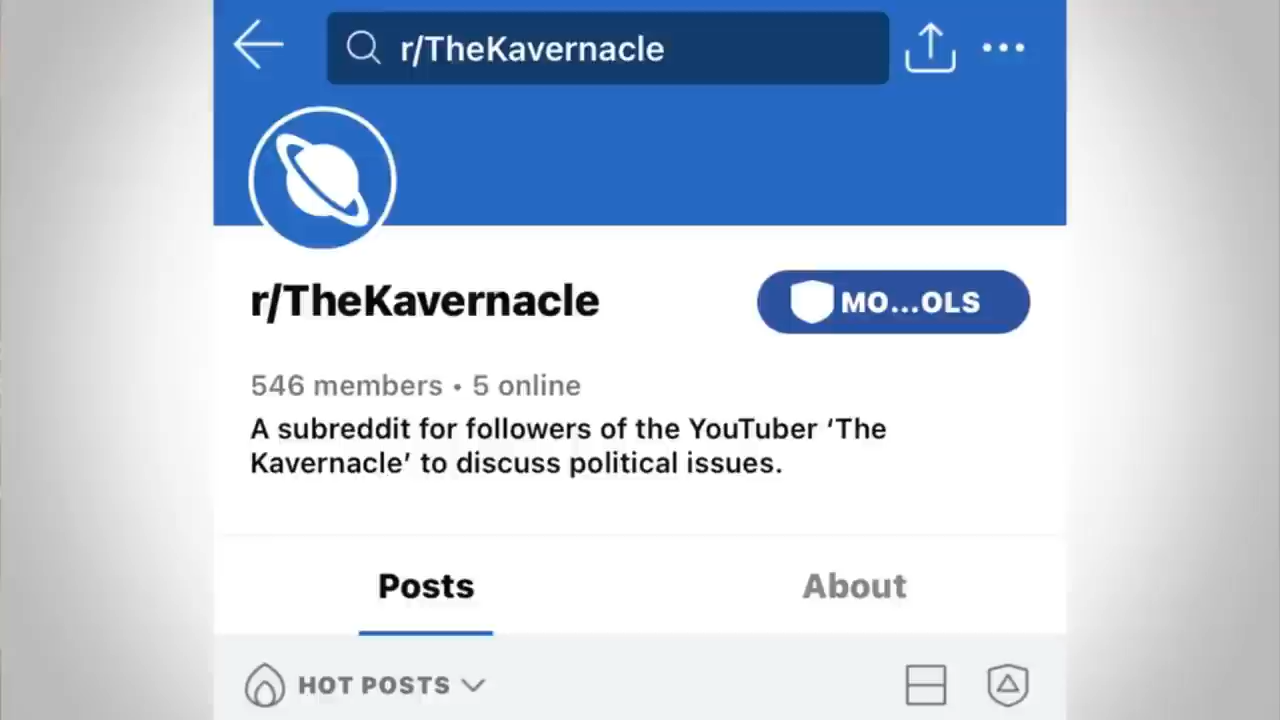 r/TheKavernacle
r/TheKavernacle
MO...OLS
546 members • 5 online
A subreddit for followers of the YouTuber ‘The
Kavernacle’ to discuss political issues.
Posts
About
HOT POSTS